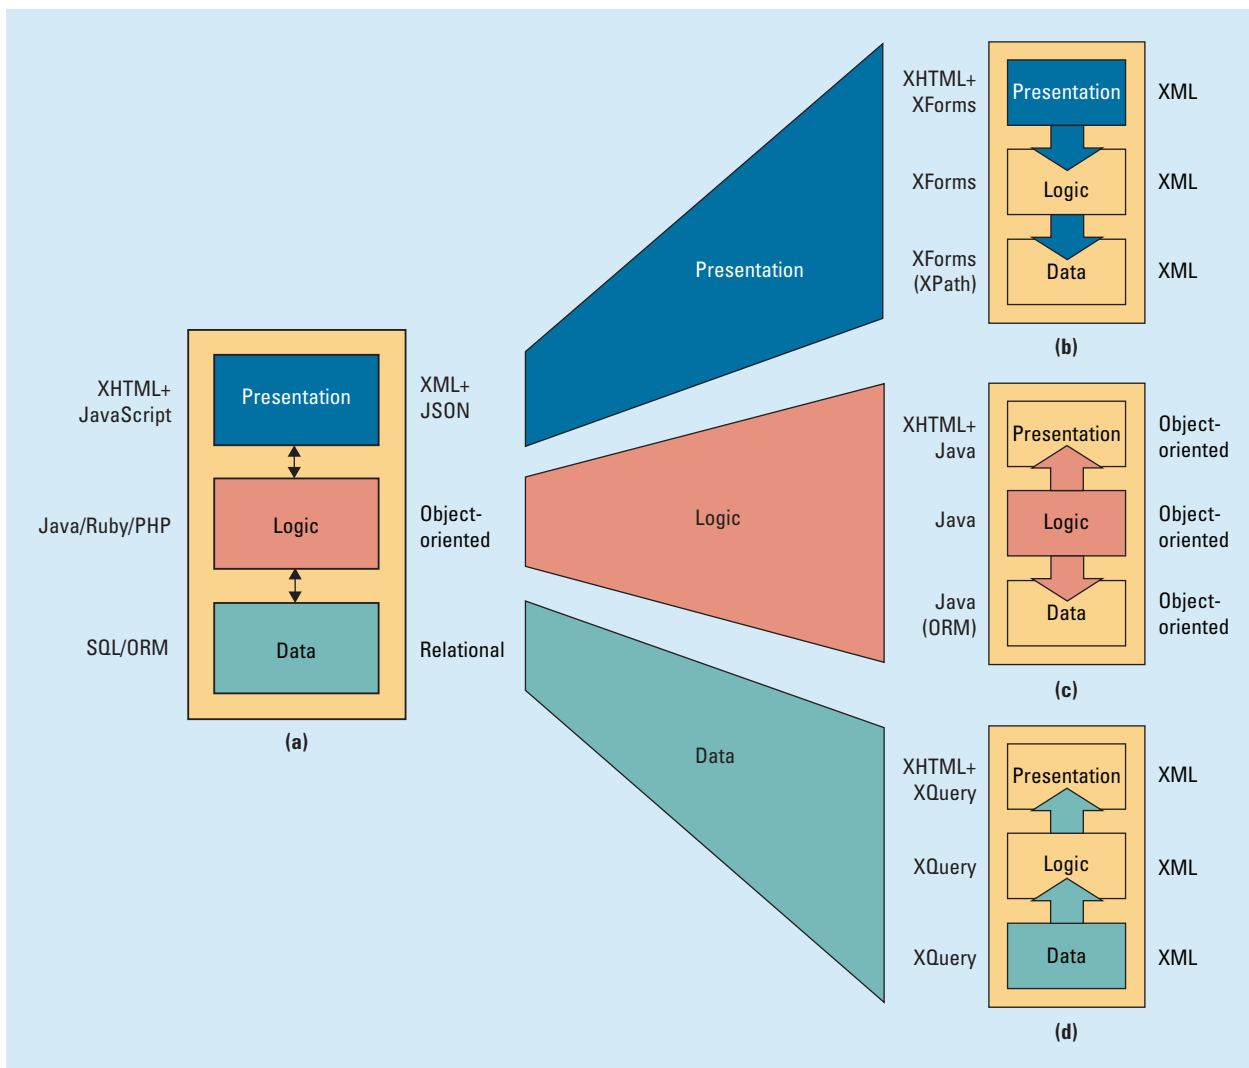 XHTML+
JavaScript
Presentation
XML+
JSON
Java/Ruby/PHP
Logic
Object-
oriented
SQL/ORM
Data
Relational
(a)
Presentation
Logic
Data
XHTML+
XForms
Presentation
XML
XForms
Logic
XML
XForms
(XPath)
Data
XML
(b)
XHTML+
Java
Presentation
Object-
oriented
Java
Logic
Object-
oriented
Java
(ORM)
Data
Object-
oriented
(c)
XHTML+
XQuery
Presentation
XML
XQuery
Logic
XML
XQuery
Data
XML
(d)